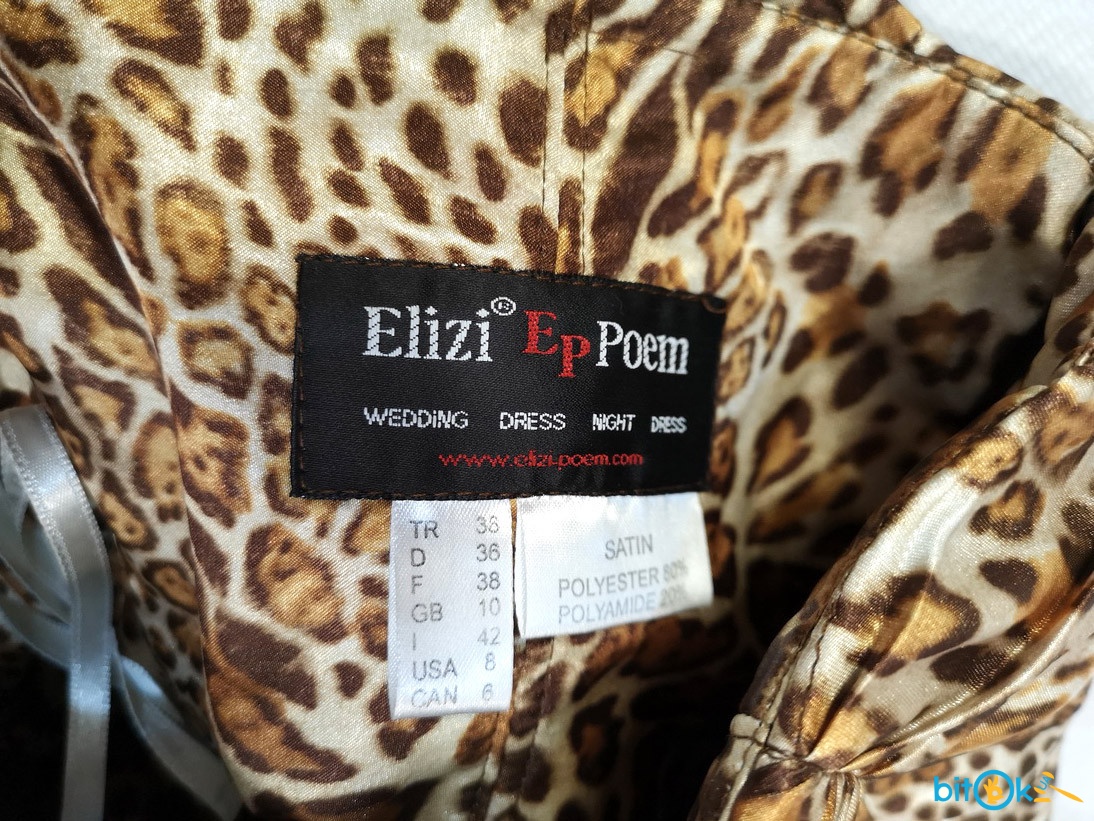 Elizi® EP Poem
WEDDING DRESS NIGHT DRESS
www.elizi-poem.com
TR 38
D 36
F 38
GB 10
I 42
USA 8
CAN 6
SATIN
POLYESTER 80%
POLYAMIDE 20%
bitOk